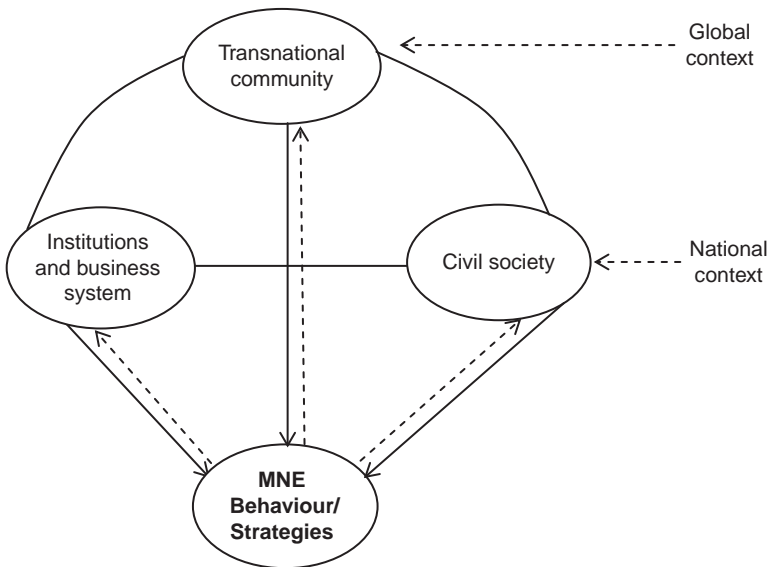 Transnational
community
Global
context
Institutions
and business
system
Civil society
National
context
MNE
Behaviour/
Strategies